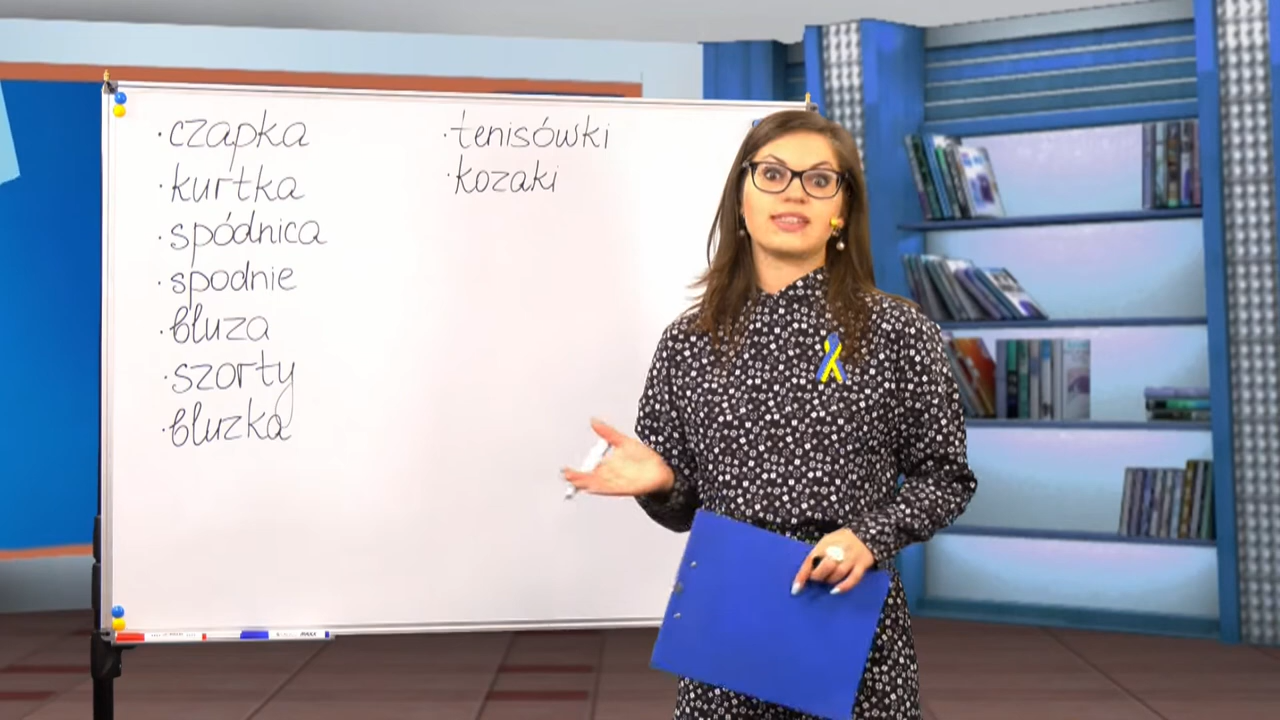 · czapka
· kurtka
· spódnica
· spodnie
· bluza
· szorty
· bluzka
· tenisówki
· kozaki